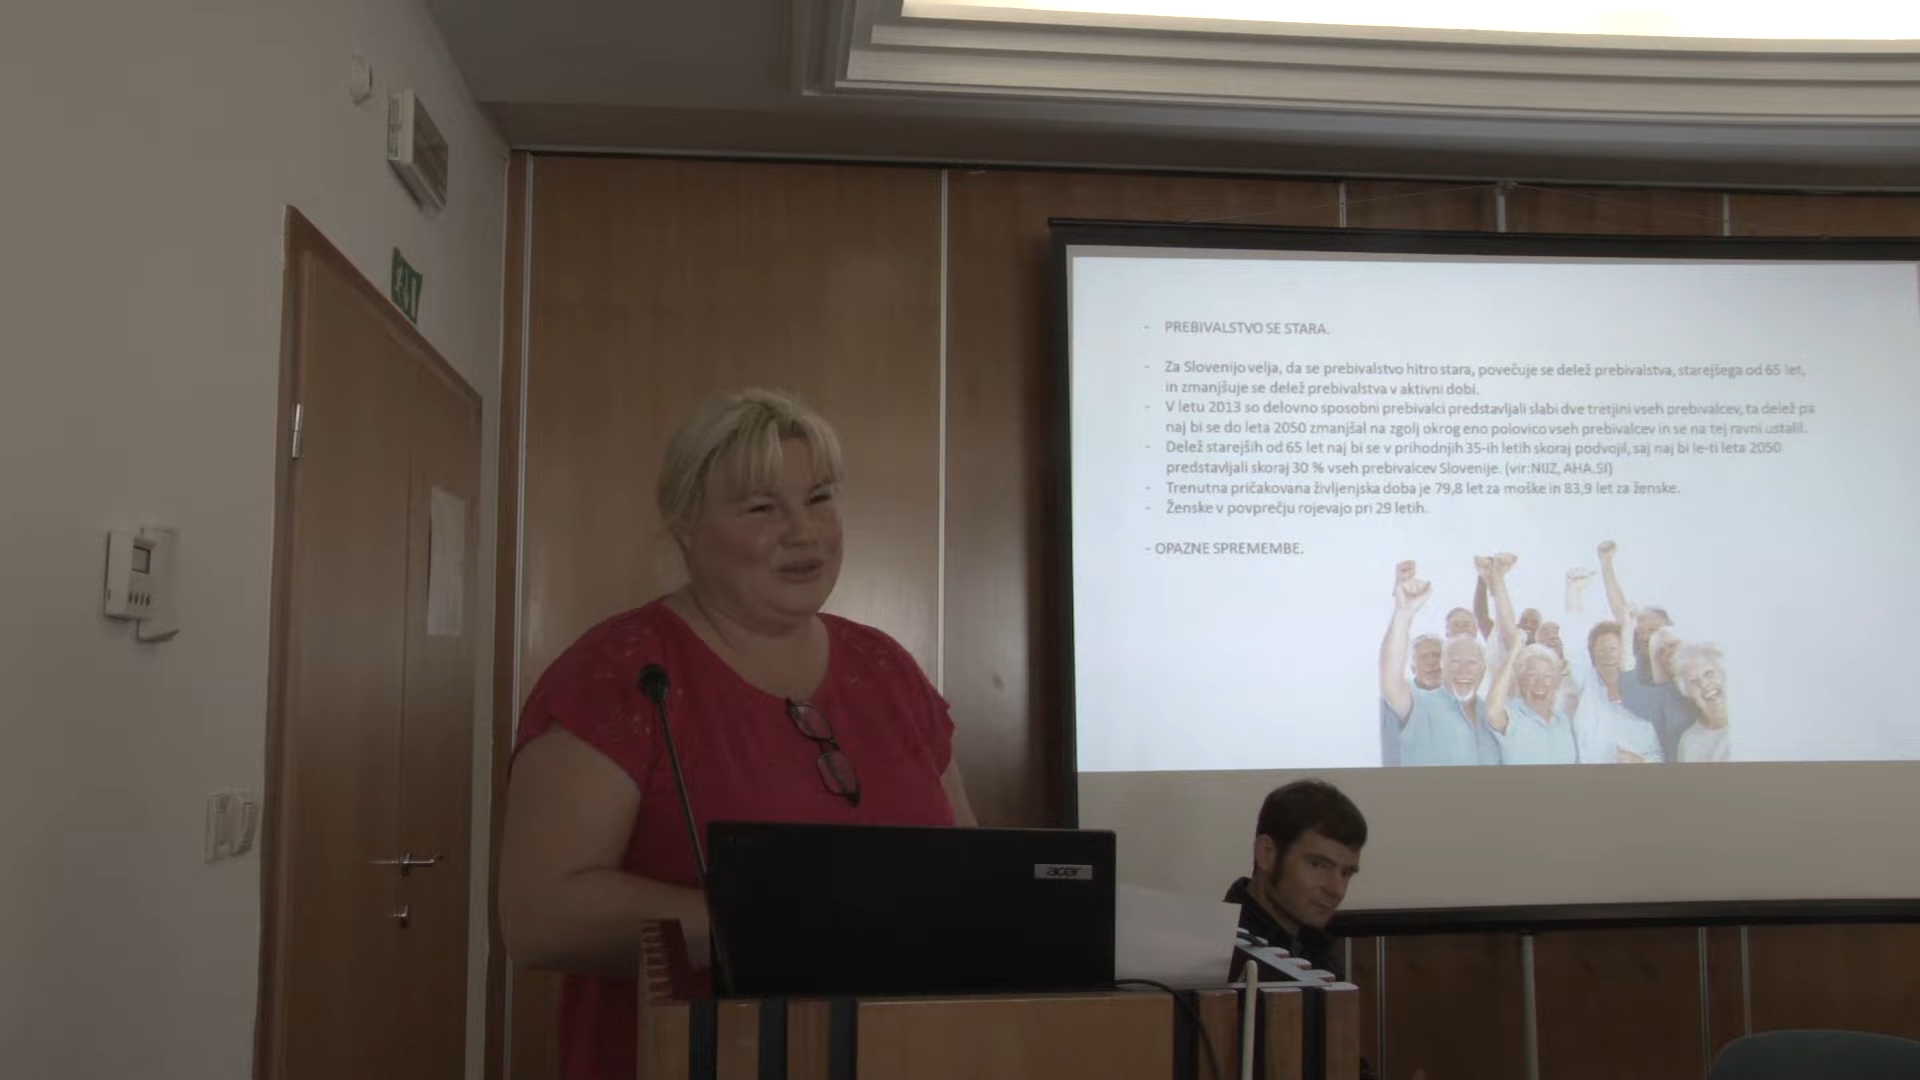 - PREBIVALSTVO SE STARA.
- Za Slovenijo velja, da se prebivalstvo hitro stara, povečuje se delež prebivalstva, starejšega od 65 let,
in zmanjšuje se delež prebivalstva v aktivni dobi.
- V letu 2013 so delovno sposobni prebivalci predstavljali slabi dve tretjini vseh prebivalcev, ta delež pa
naj bi se do leta 2050 zmanjšal na zgolj okrog eno polovico vseh prebivalcev in se na tej ravni ustalil.
- Delež starejših od 65 let naj bi se v prihodnjih 35-ih letih skoraj podvojil, saj naj bi le-ti leta 2050
predstavljali skoraj 30 % vseh prebivalcev Slovenije. (vir:NIJZ, AHA.SI)
- Trenutna pričakovana življenjska doba je 79,8 let za moške in 83,9 let za ženske.
- Ženske v povprečju rojevajo pri 29 letih.
- OPAZNE SPREMEMBE.
acer